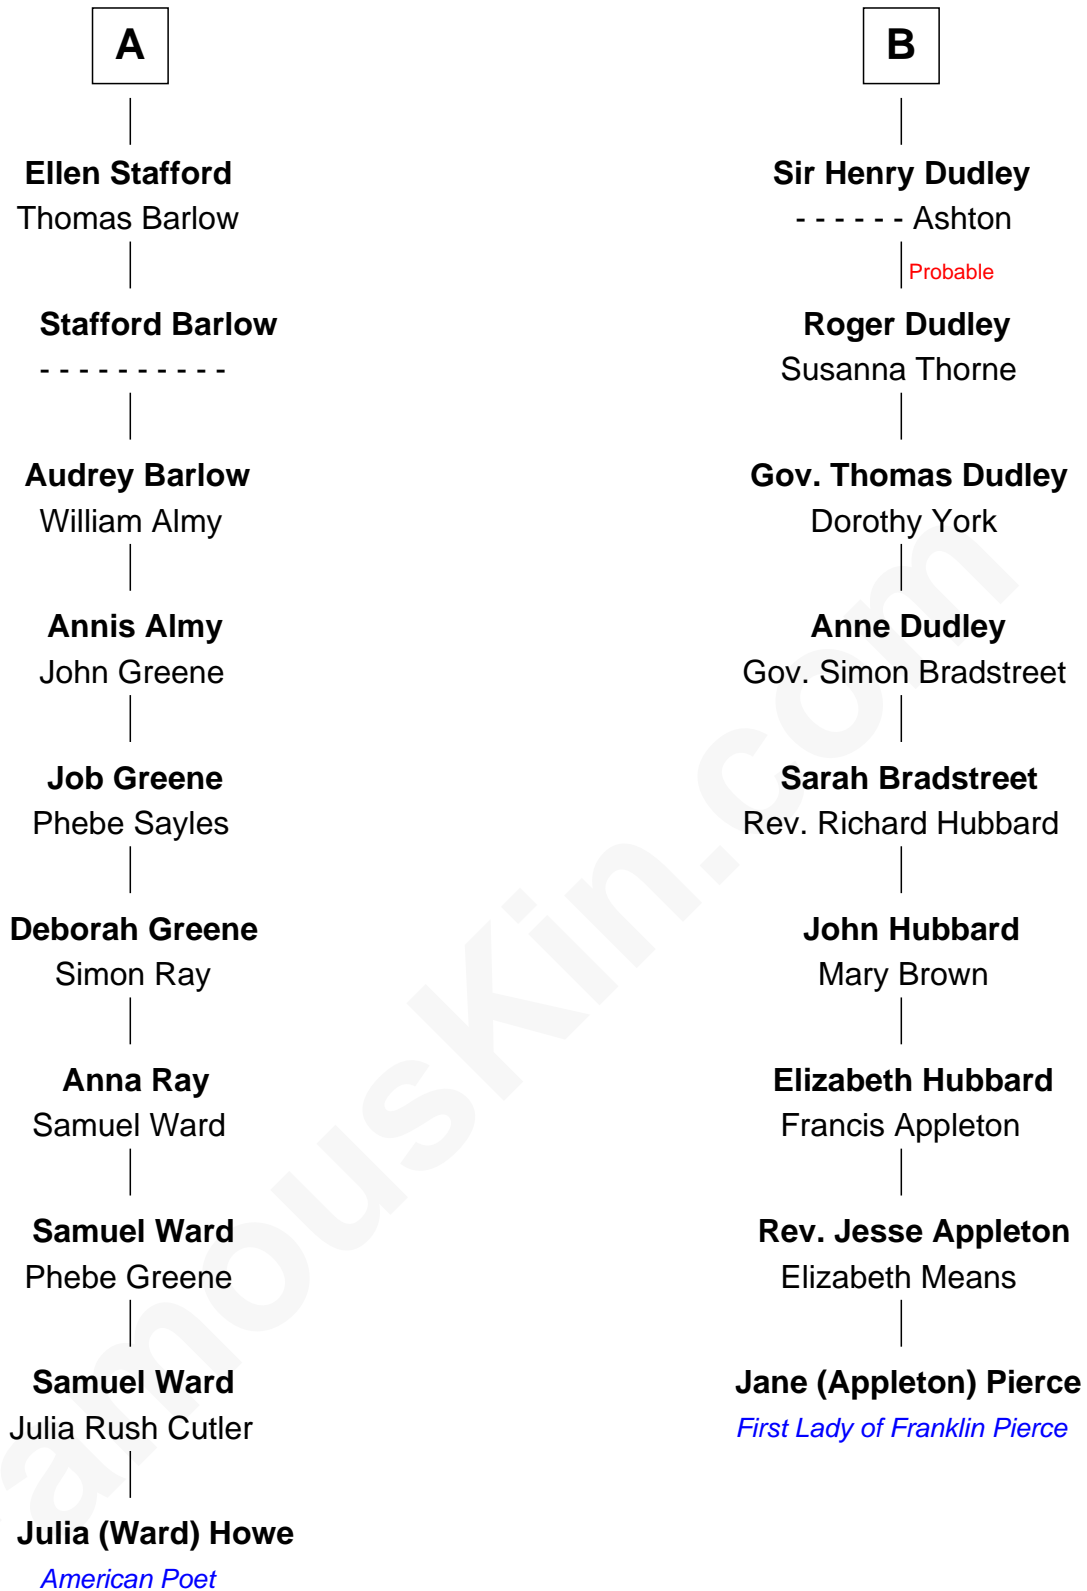 A
Ellen Stafford
Thomas Barlow
Stafford Barlow
- - - - - - - - - -
Audrey Barlow
William Almy
Annis Almy
John Greene
Job Greene
Phebe Sayles
Deborah Greene
Simon Ray
Anna Ray
Samuel Ward
Samuel Ward
Phebe Greene
Samuel Ward
Julia Rush Cutler
Julia (Ward) Howe
American Poet
B
Sir Henry Dudley
- - - - - - Ashton
Probable
Roger Dudley
Susanna Thorne
Gov. Thomas Dudley
Dorothy York
Anne Dudley
Gov. Simon Bradstreet
Sarah Bradstreet
Rev. Richard Hubbard
John Hubbard
Mary Brown
Elizabeth Hubbard
Francis Appleton
Rev. Jesse Appleton
Elizabeth Means
Jane (Appleton) Pierce
First Lady of Franklin Pierce
amouskin.com